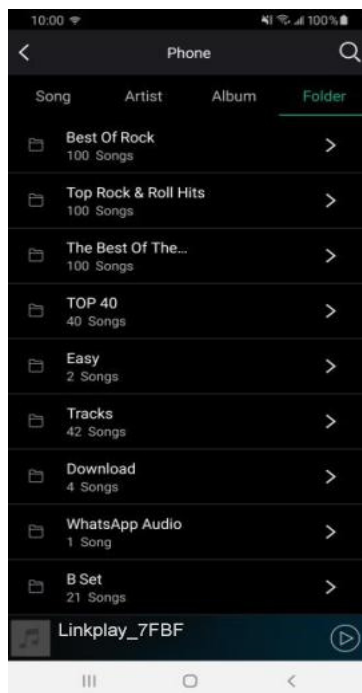 10:00 100%
Phone
Song Artist Album Folder
Best Of Rock
100 Songs
Top Rock & Roll Hits
100 Songs
The Best Of The...
100 Songs
TOP 40
40 Songs
Easy
2 Songs
Tracks
42 Songs
Download
4 Songs
WhatsApp Audio
1 Song
B Set
21 Songs
Linkplay_7FBF